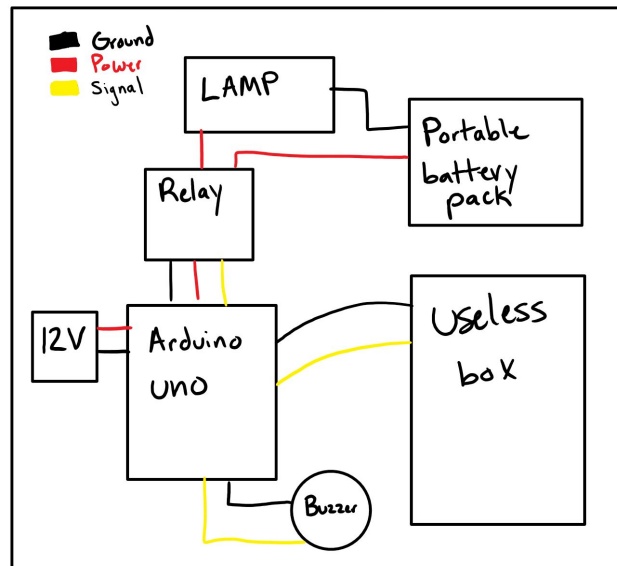 Ground
Power
Signal
LAMP
Portable
battery
pack
Relay
12V
Arduino
UNO
Useless
box
Buzzer